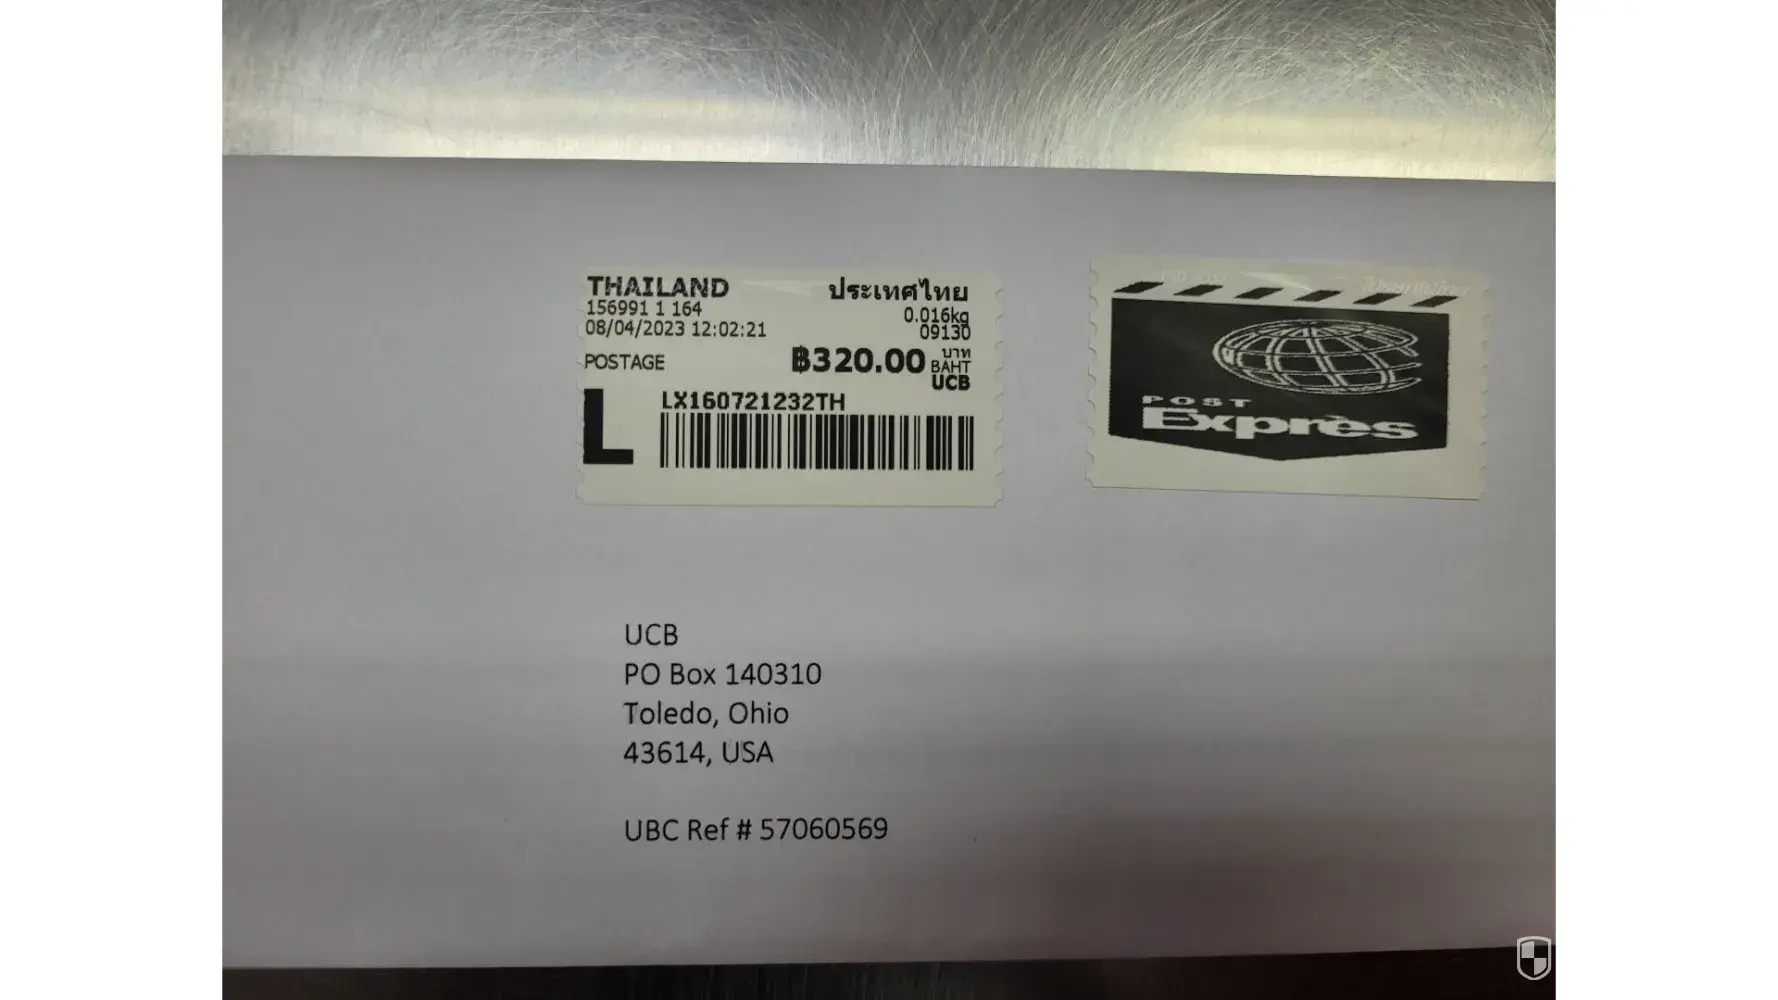 THAILAND ประเทศไทย
156991 1 164 0.016kg
08/04/2023 12:02:21 09130
POSTAGE ฿320.00 บาท BAHT
UCB
LX160721232TH
L
POST
Exprès
UCB
PO Box 140310
Toledo, Ohio
43614, USA
UBC Ref # 57060569